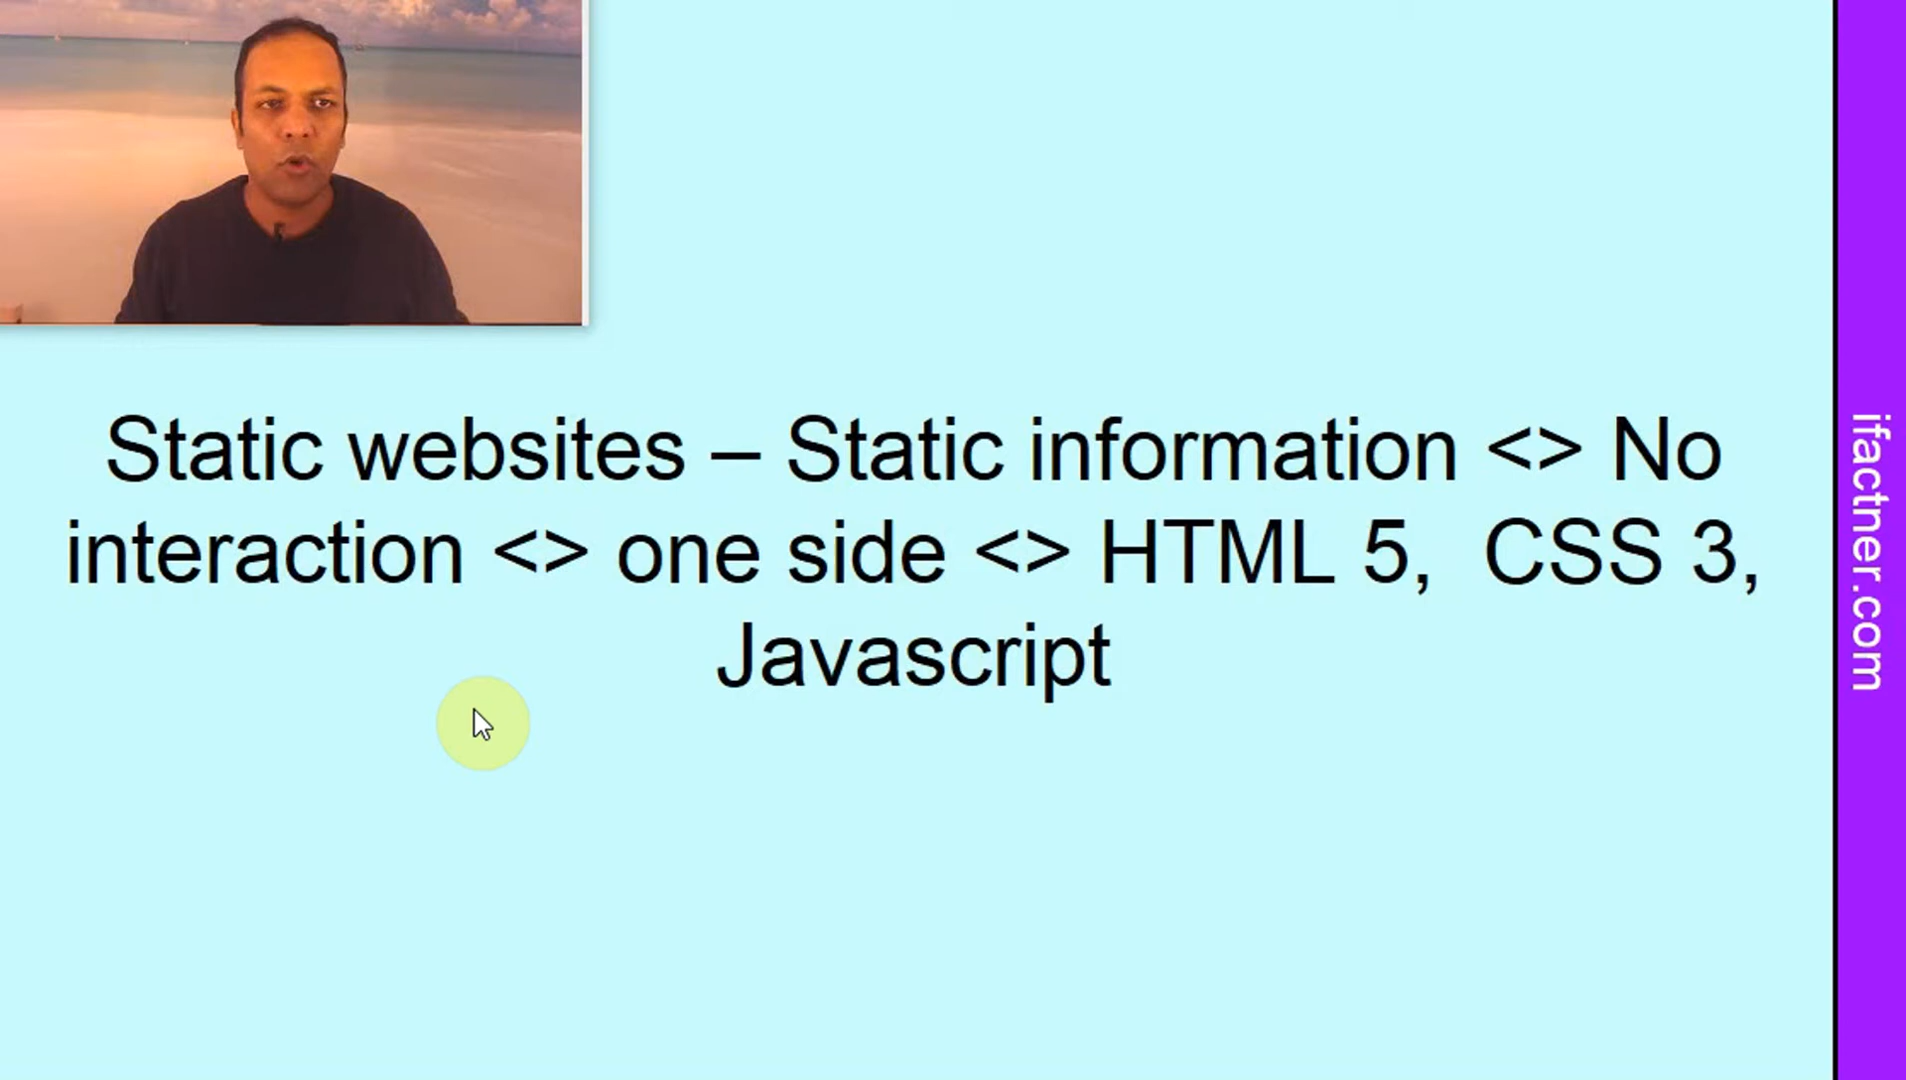 Static websites – Static information <> No
interaction <> one side <> HTML 5,  CSS 3,
Javascript
ifactner.com